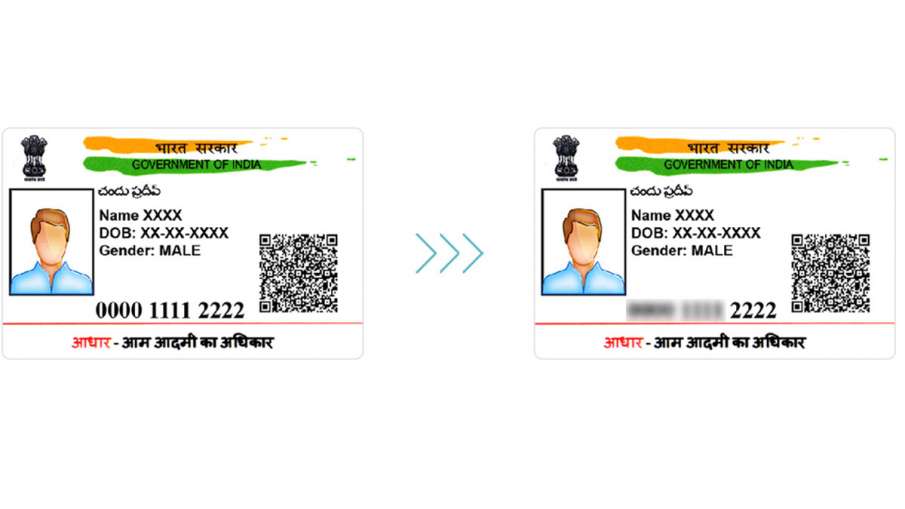 भारत सरकार
GOVERNMENT OF INDIA
చందు ప్రదీప్
Name XXXX
DOB: XX-XX-XXXX
Gender: MALE
0000 1111 2222
आधार - आम आदमी का अधिकार
भारत सरकार
GOVERNMENT OF INDIA
చందు ప్రదీప్
Name XXXX
DOB: XX-XX-XXXX
Gender: MALE
2222
आधार - आम आदमी का अधिकार